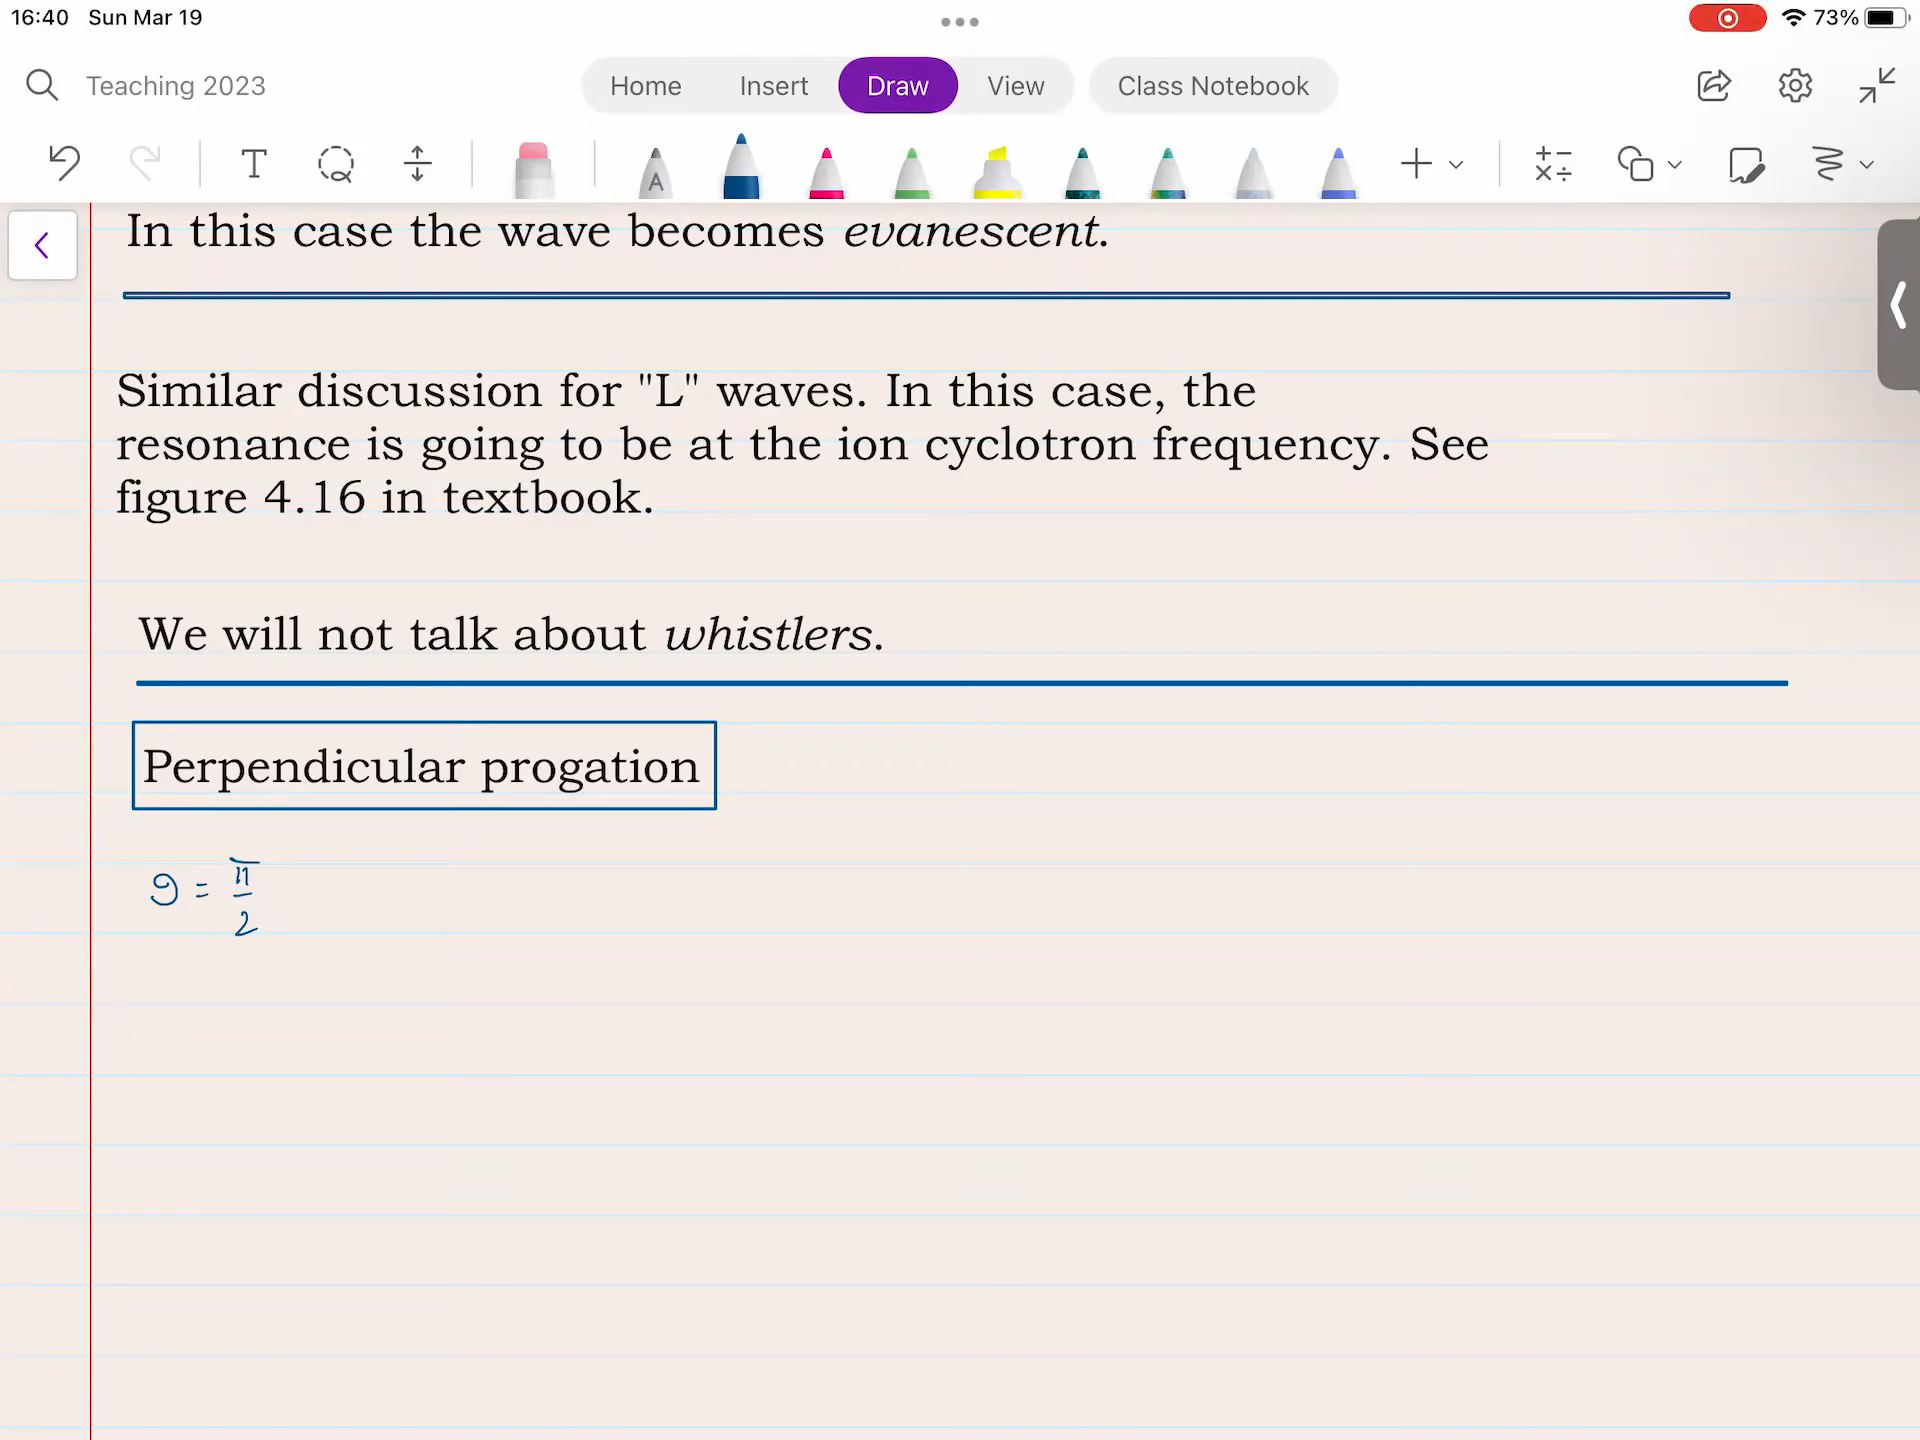 16:40 Sun Mar 19 73%
Teaching 2023 Home Insert Draw View Class Notebook
T A
In this case the wave becomes evanescent.
Similar discussion for "L" waves. In this case, the
resonance is going to be at the ion cyclotron frequency. See
figure 4.16 in textbook.
We will not talk about whistlers.
Perpendicular progation
ϑ = π/2